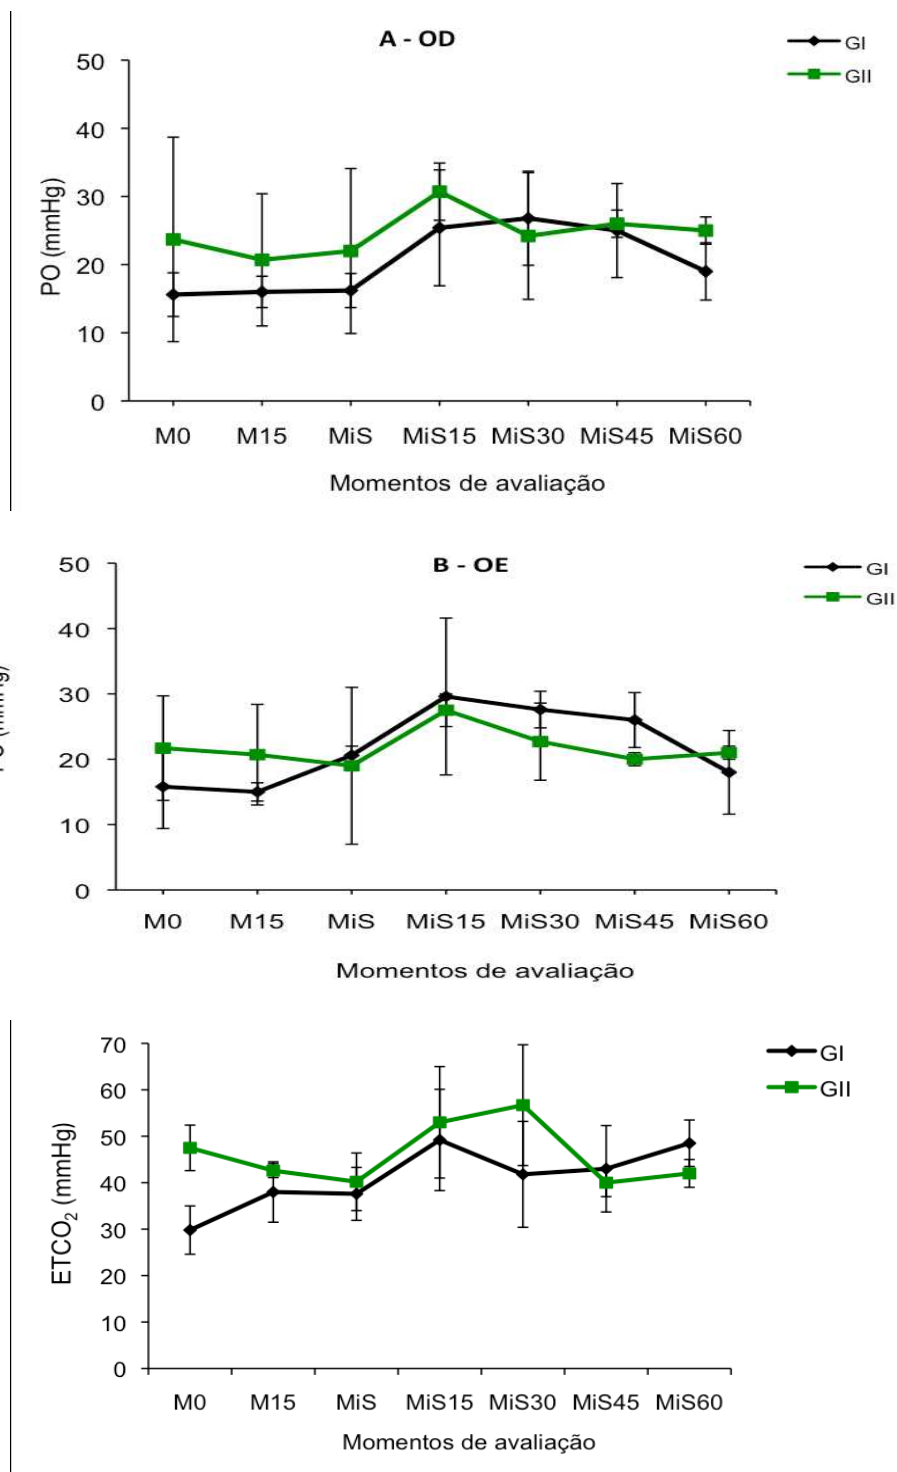 A - OD
GI
GII
PO (mmHg)
50
40
30
20
10
0
M0 M15 MiS MiS15 MiS30 MiS45 MiS60
Momentos de avaliação
B - OE
GI
GII
50
40
30
20
10
0
M0 M15 MiS MiS15 MiS30 MiS45 MiS60
Momentos de avaliação
GI
GII
ETCO₂ (mmHg)
70
60
50
40
30
20
10
0
M0 M15 MiS MiS15 MiS30 MiS45 MiS60
Momentos de avaliação